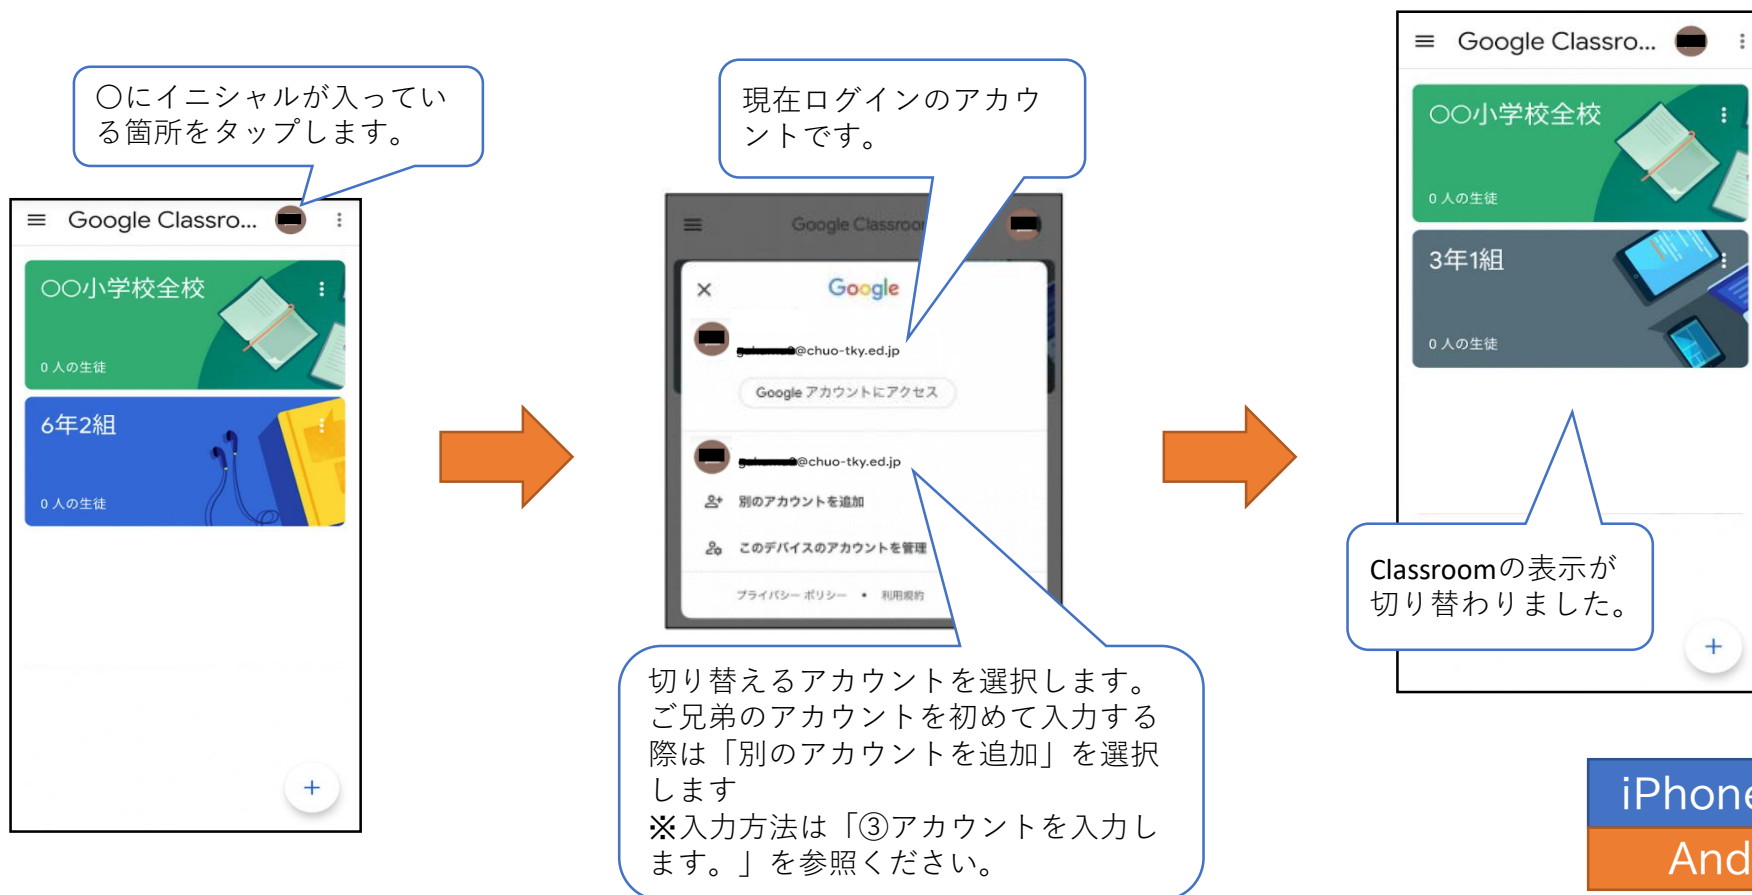 〇にイニシャルが入ってい
る箇所をタップします。
Google Classro...
〇〇小学校全校
0 人の生徒
6年2組
0 人の生徒
現在ログインのアカウ
ントです。
Google Classroo
Google
@chuo-tky.ed.jp
Google アカウントにアクセス
@chuo-tky.ed.jp
別のアカウントを追加
このデバイスのアカウントを管理
プライバシー ポリシー • 利用規約
切り替えるアカウントを選択します。
ご兄弟のアカウントを初めて入力する
際は「別のアカウントを追加」を選択
します
※入力方法は「③アカウントを入力し
ます。」を参照ください。
Google Classro...
〇〇小学校全校
0 人の生徒
3年1組
0 人の生徒
Classroomの表示が
切り替わりました。
iPhone
And